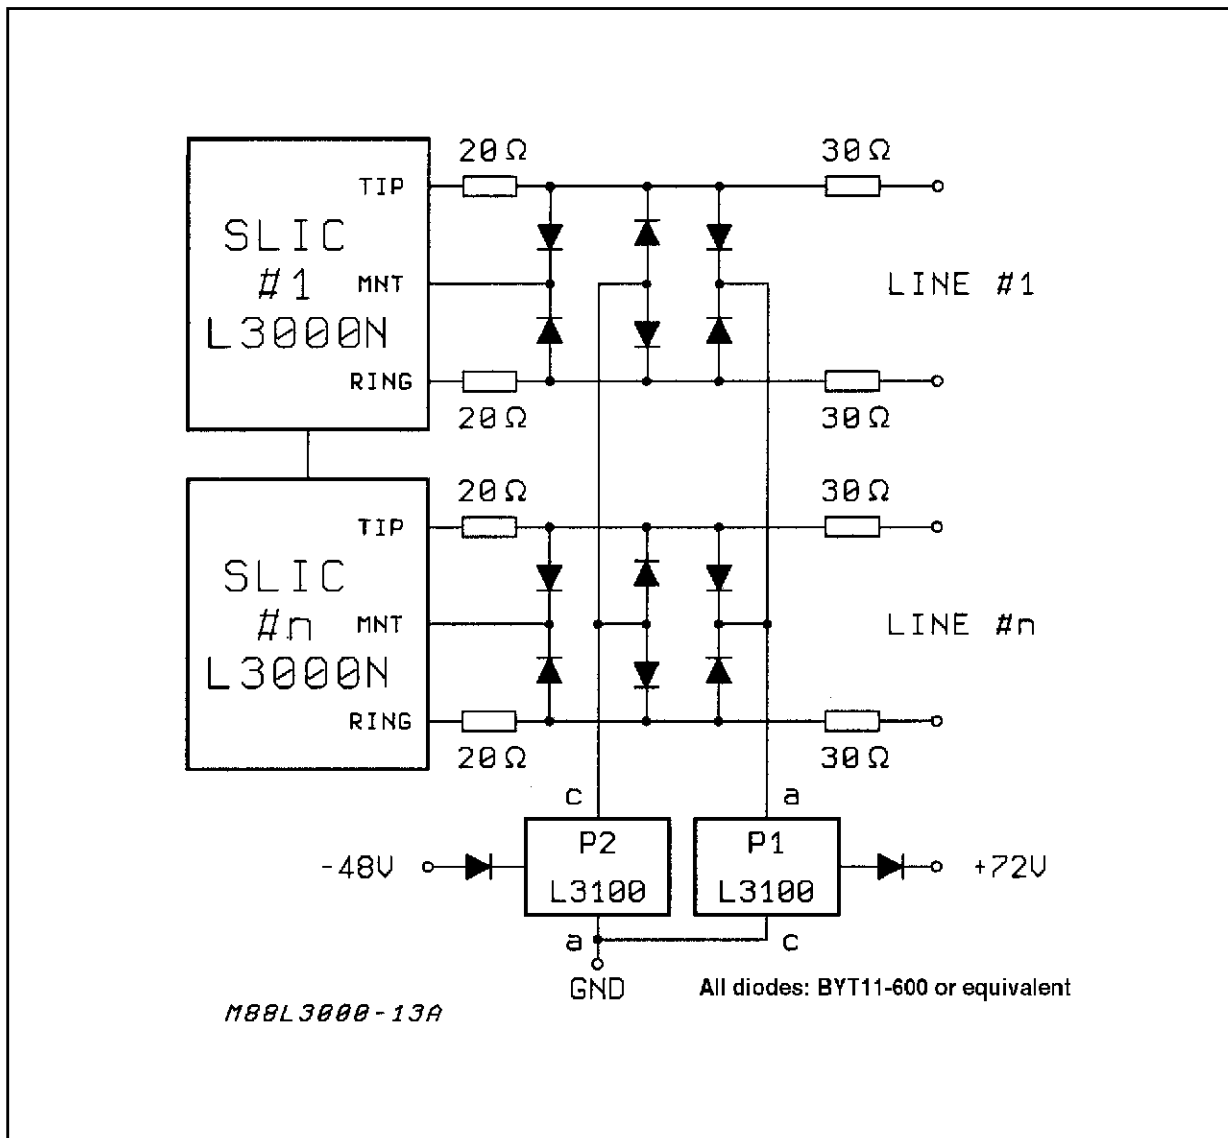 20Ω 30Ω
TIP
SLIC
#1 MNT LINE #1
L3000N
RING
20Ω 30Ω
20Ω 30Ω
TIP
SLIC
#n MNT LINE #n
L3000N
RING
20Ω 30Ω
c a
P2 P1
-48V +72V
L3100 L3100
a c
GND All diodes: BYT11-600 or equivalent
M88L3000-13A